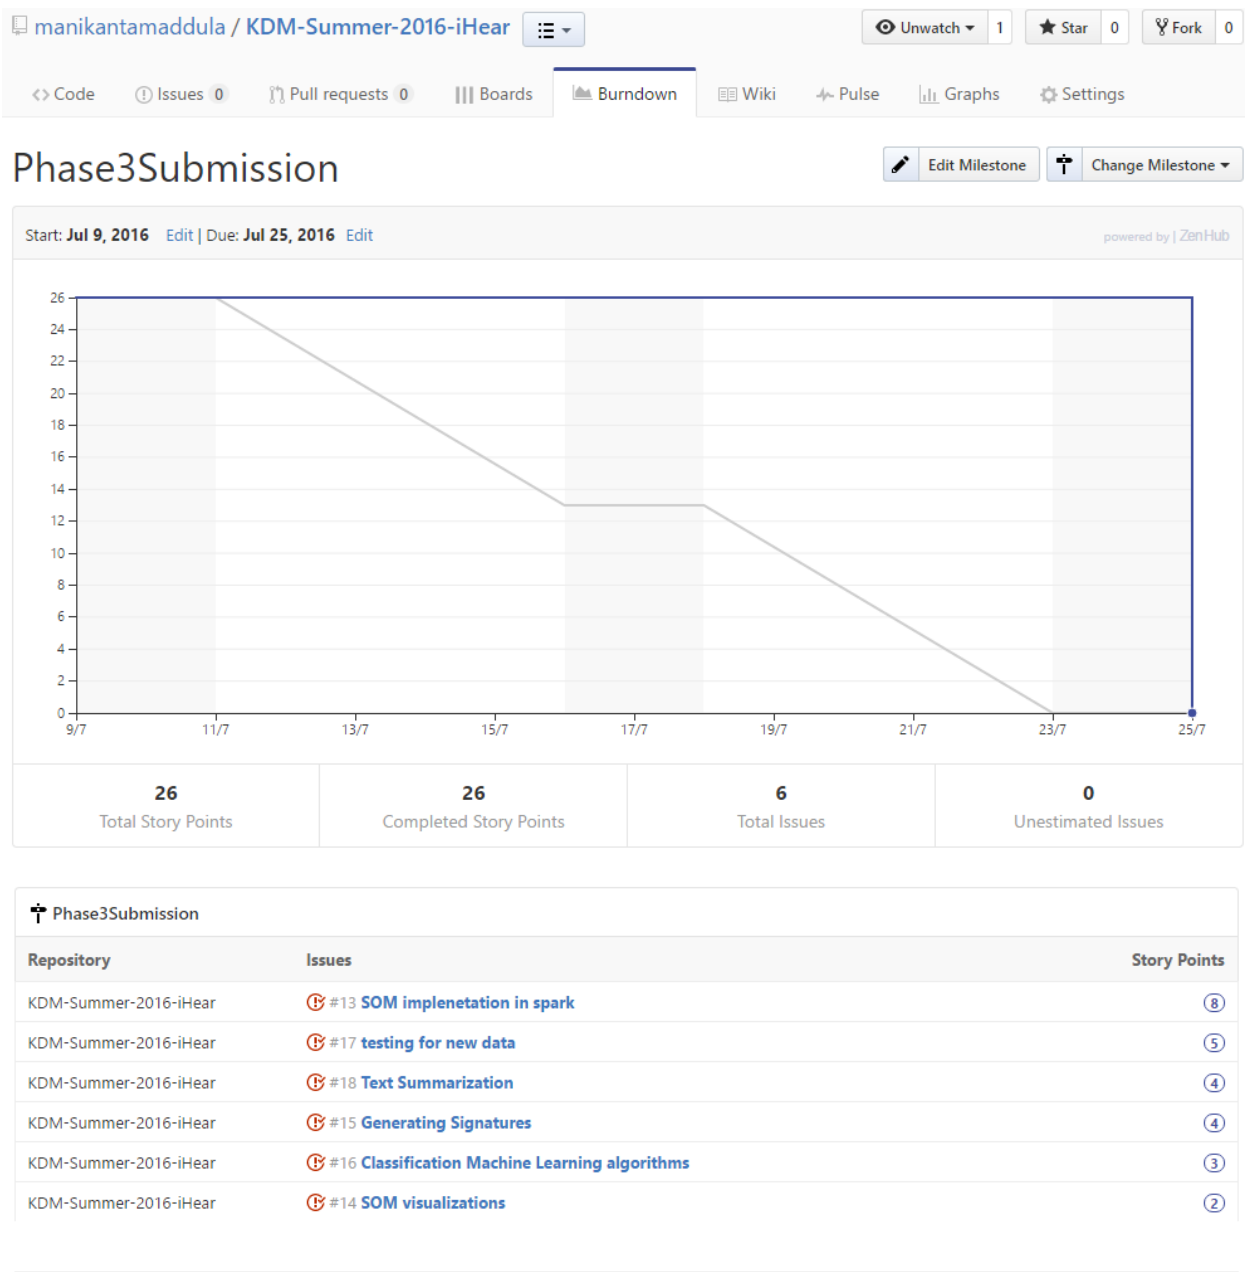 manikantamaddula / KDM-Summer-2016-iHear
Unwatch 1 Star 0 Fork 0
Code Issues 0 Pull requests 0 Boards Burndown Wiki Pulse Graphs Settings
Phase3Submission
Edit Milestone Change Milestone
Start: Jul 9, 2016 Edit | Due: Jul 25, 2016 Edit
powered by | ZenHub
26
24
22
20
18
16
14
12
10
8
6
4
2
0
9/7 11/7 13/7 15/7 17/7 19/7 21/7 23/7 25/7
26 26 6 0
Total Story Points Completed Story Points Total Issues Unestimated Issues
Phase3Submission
Repository Issues Story Points
KDM-Summer-2016-iHear #13 SOM implenetation in spark 8
KDM-Summer-2016-iHear #17 testing for new data 5
KDM-Summer-2016-iHear #18 Text Summarization 4
KDM-Summer-2016-iHear #15 Generating Signatures 4
KDM-Summer-2016-iHear #16 Classification Machine Learning algorithms 3
KDM-Summer-2016-iHear #14 SOM visualizations 2